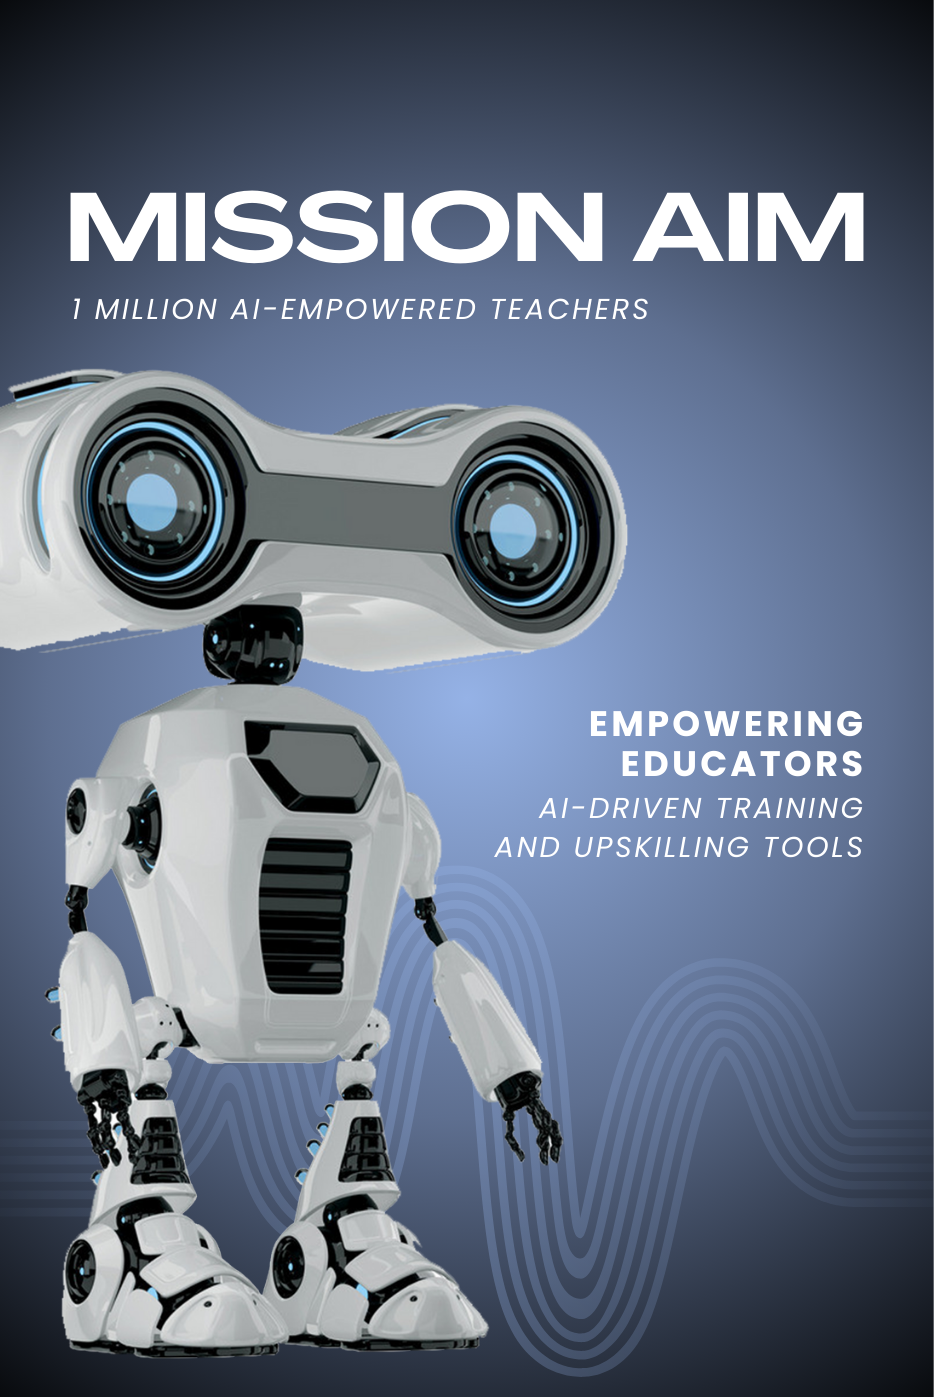 MISSION AIM
1 MILLION AI-EMPOWERED TEACHERS
EMPOWERING
EDUCATORS
AI-DRIVEN TRAINING
AND UPSKILLING TOOLS